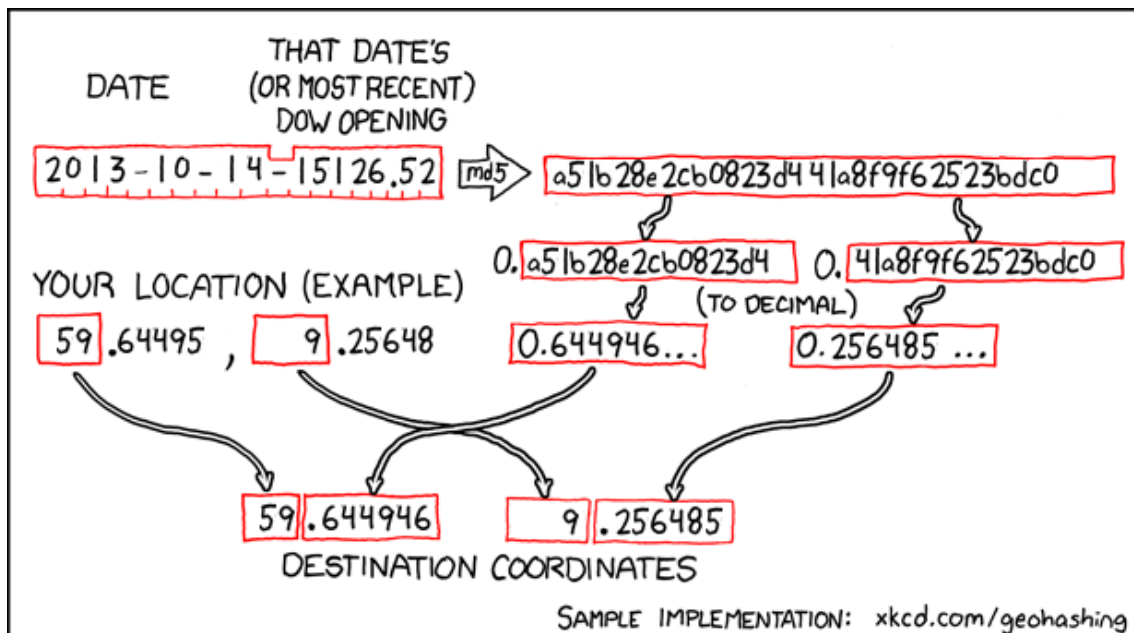 DATE
THAT DATE'S
(OR MOST RECENT)
DOW OPENING
2013-10-14-15126.52
md5
a51b28e2cb0823d441a8f9f62523bdc0
0.a51b28e2cb0823d4
0.41a8f9f62523bdc0
(TO DECIMAL)
YOUR LOCATION (EXAMPLE)
59.64495, 9.25648
0.644946...
0.256485...
59.644946 9.256485
DESTINATION COORDINATES
SAMPLE IMPLEMENTATION: xkcd.com/geohashing